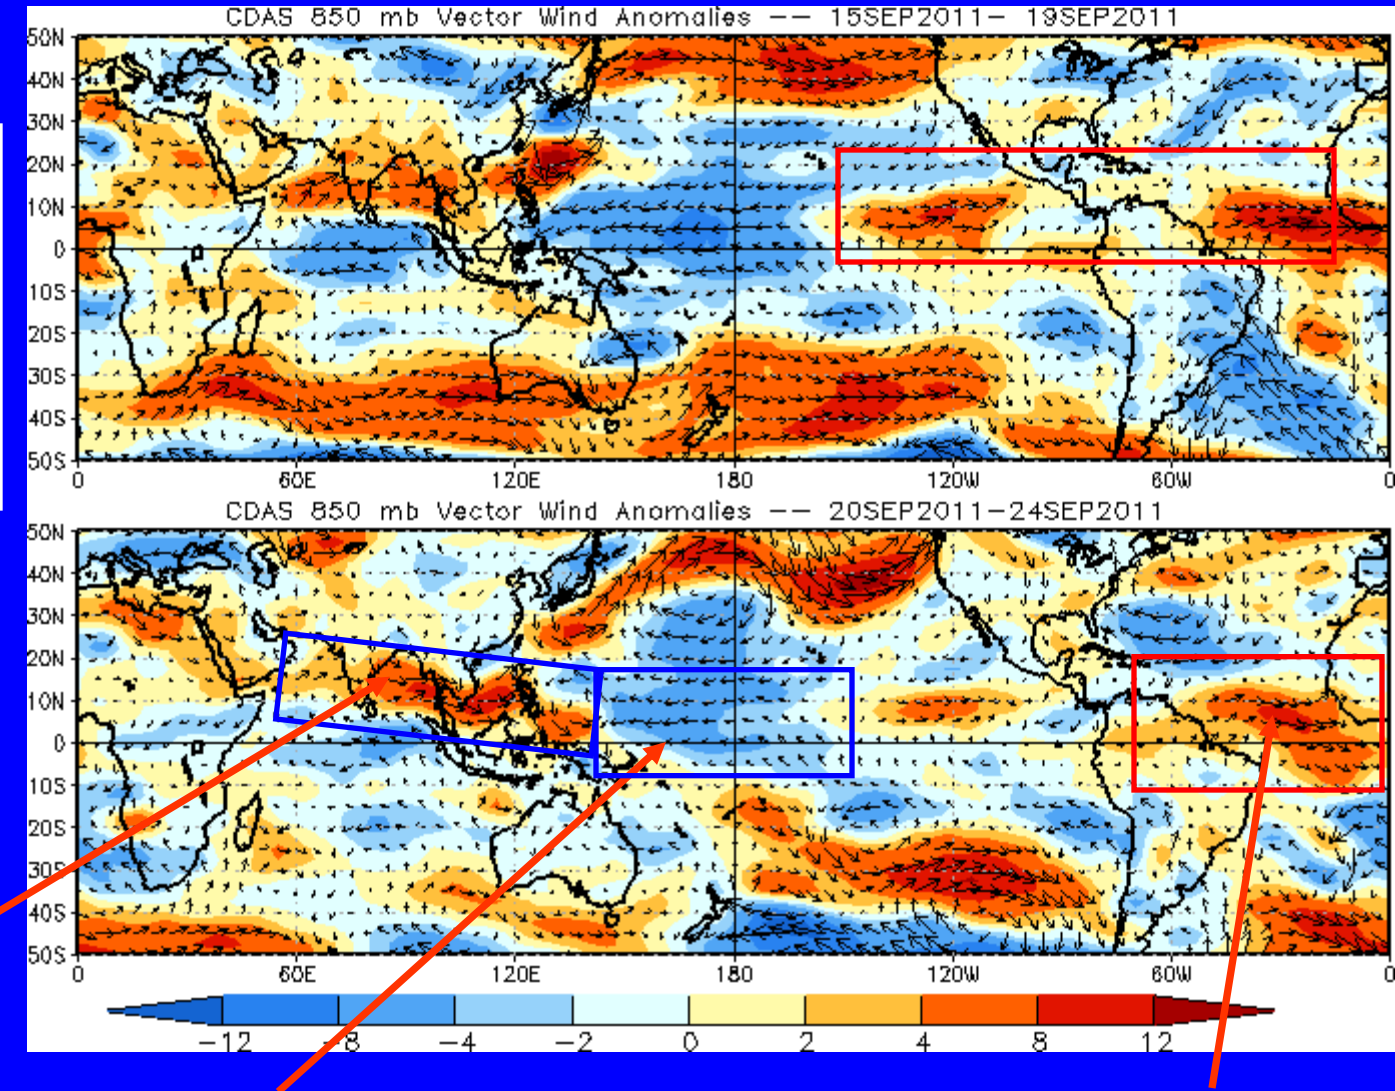 CDAS 850 mb Vector Wind Anomalies -- 15SEP2011- 19SEP2011
50N
40N
30N
20N
10N
0
10S
20S
30S
40S
50S
0 60E 120E 180 120W 60W 0
CDAS 850 mb Vector Wind Anomalies -- 20SEP2011-24SEP2011
50N
40N
30N
20N
10N
0
10S
20S
30S
40S
50S
0 60E 120E 180 120W 60W 0
-12 -8 -4 -2 0 2 4 8 12